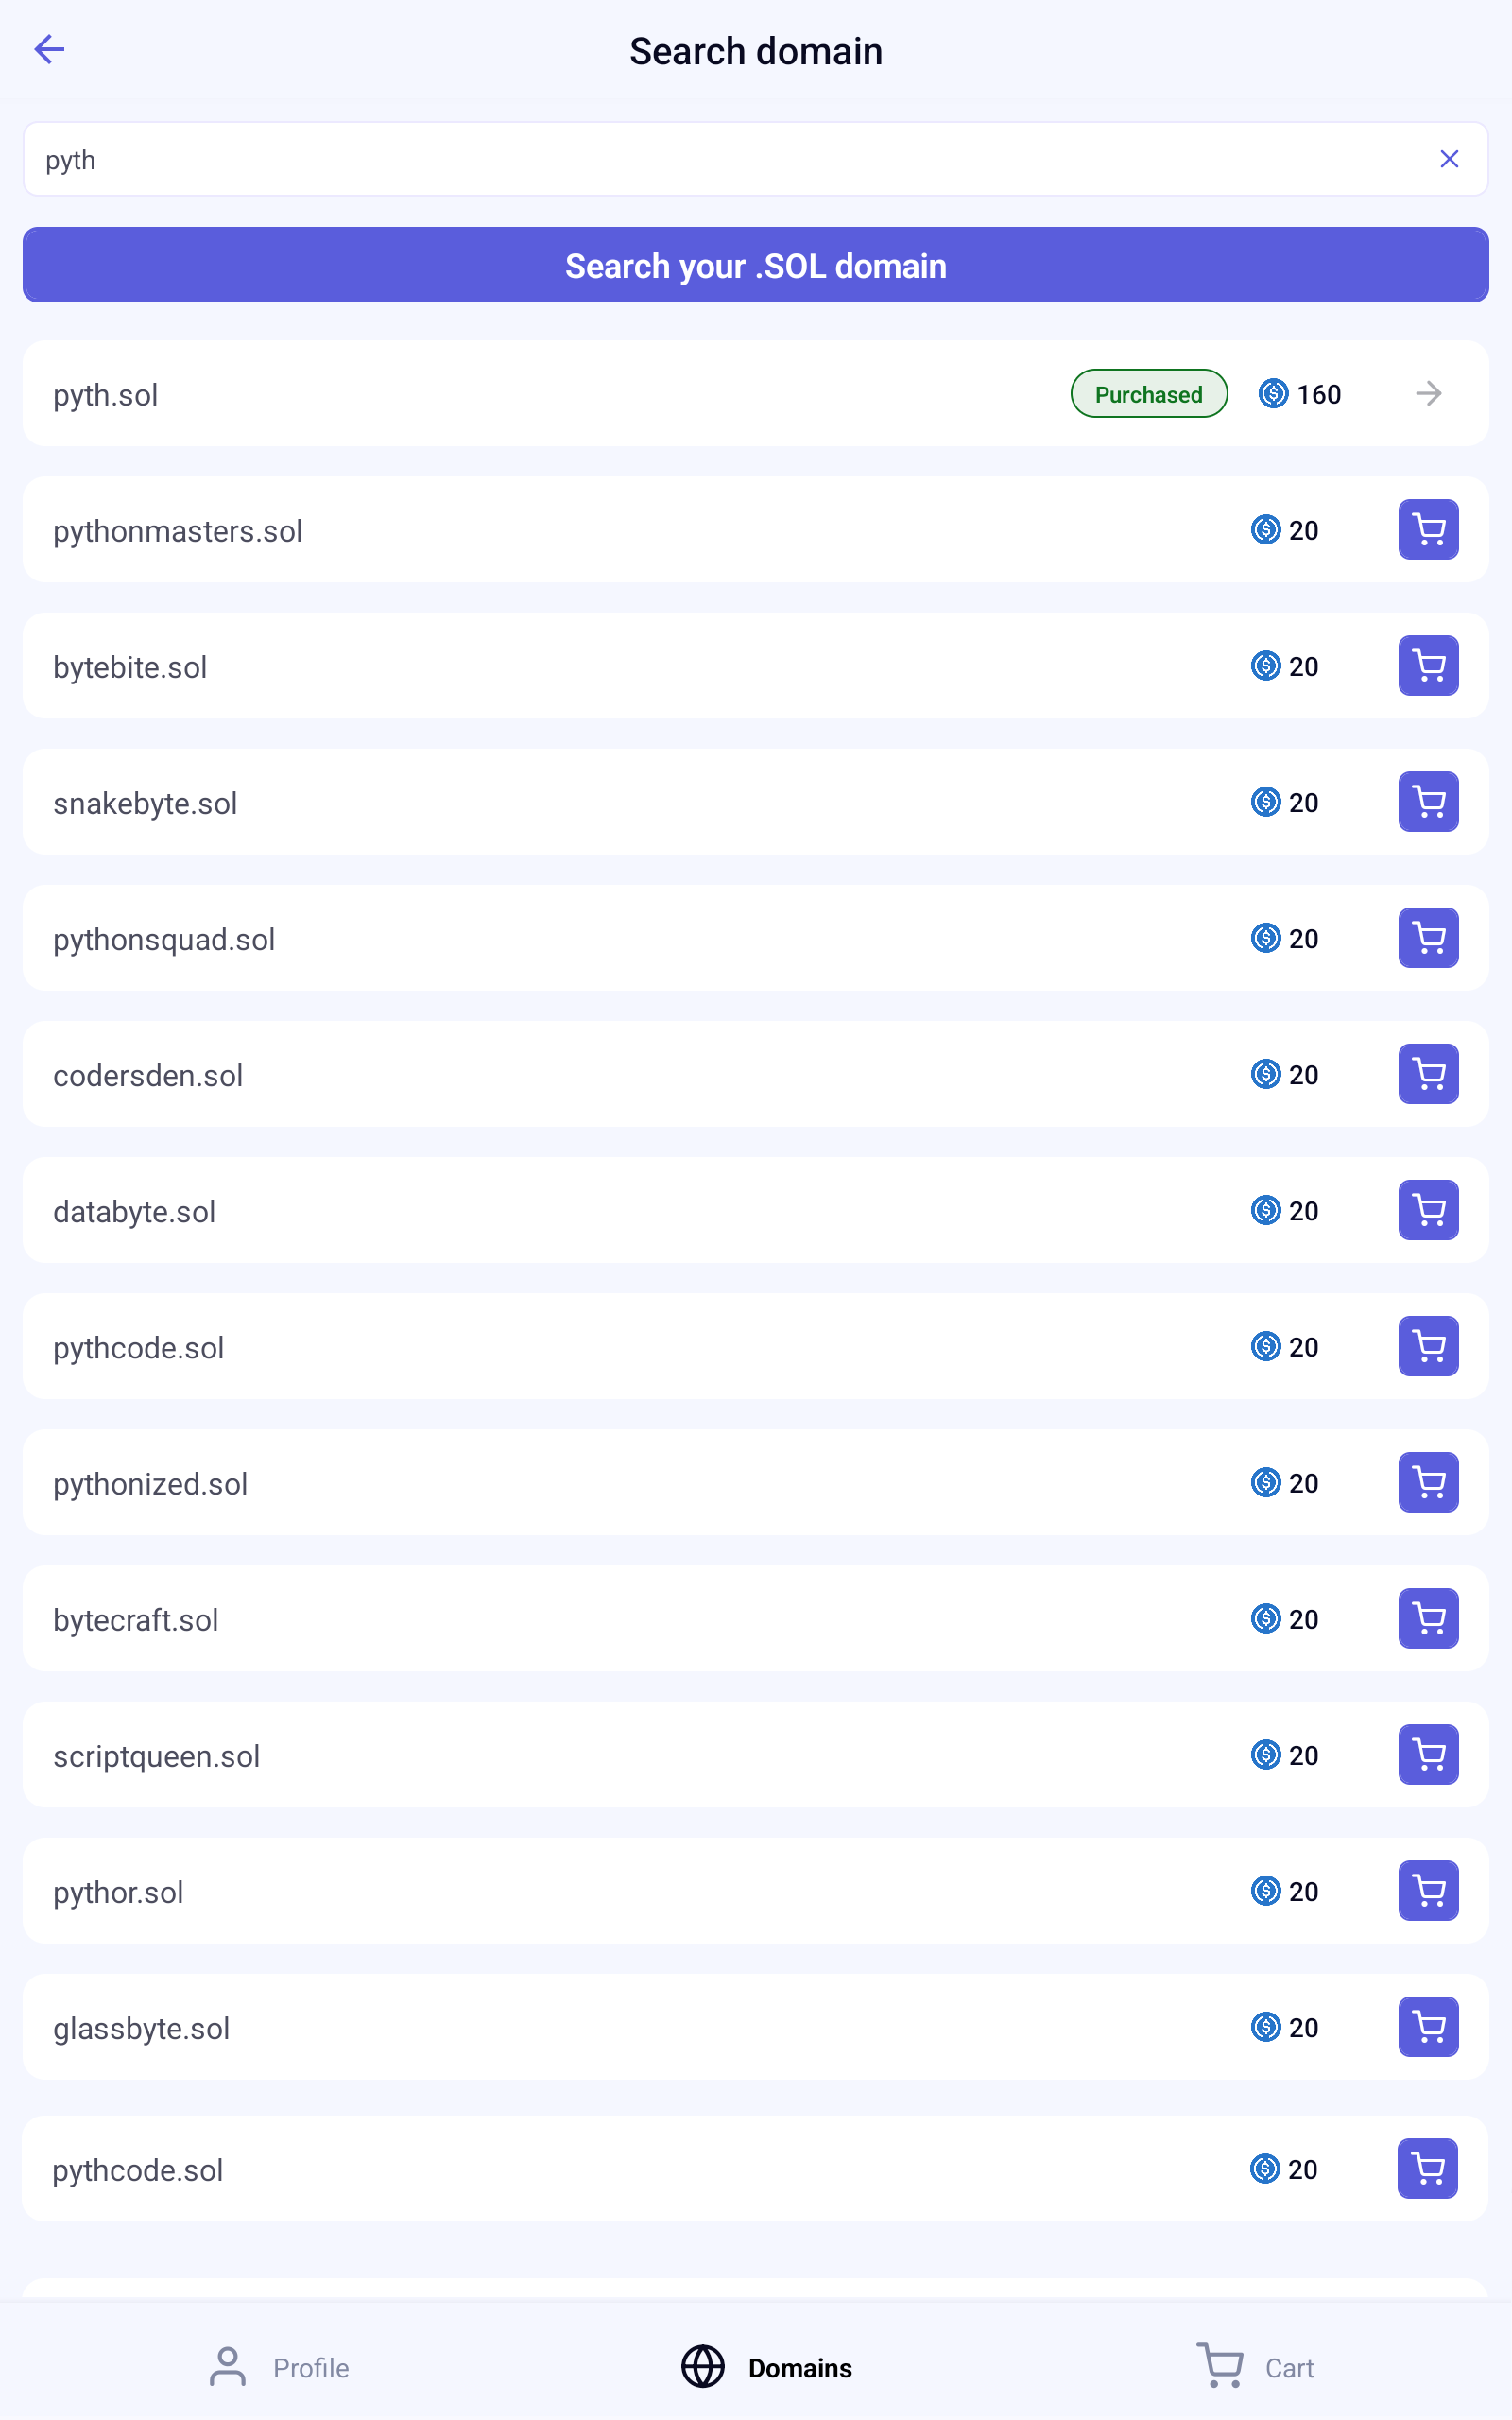 Search domain
pyth
Search your .SOL domain
pyth.sol Purchased 160
pythonmasters.sol 20
bytebite.sol 20
snakebyte.sol 20
pythonsquad.sol 20
codersden.sol 20
databyte.sol 20
pythcode.sol 20
pythonized.sol 20
bytecraft.sol 20
scriptqueen.sol 20
pythor.sol 20
glassbyte.sol 20
pythcode.sol 20
Profile Domains Cart